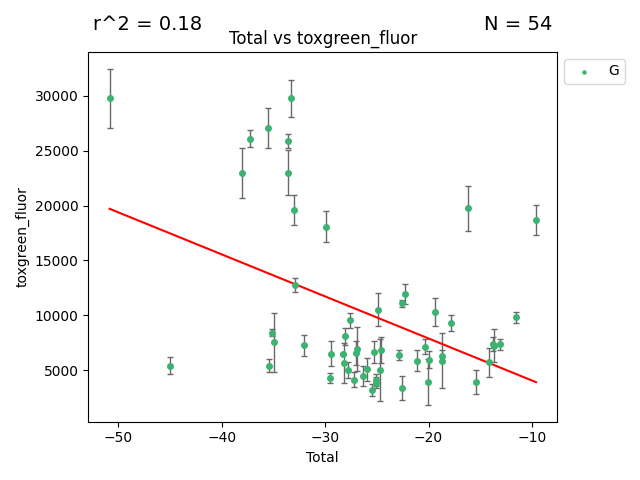 r^2 = 0.18
N = 54
Total vs toxgreen_fluor
G
30000
25000
20000
15000
10000
5000
toxgreen_fluor
−50
−40
−30
−20
−10
Total